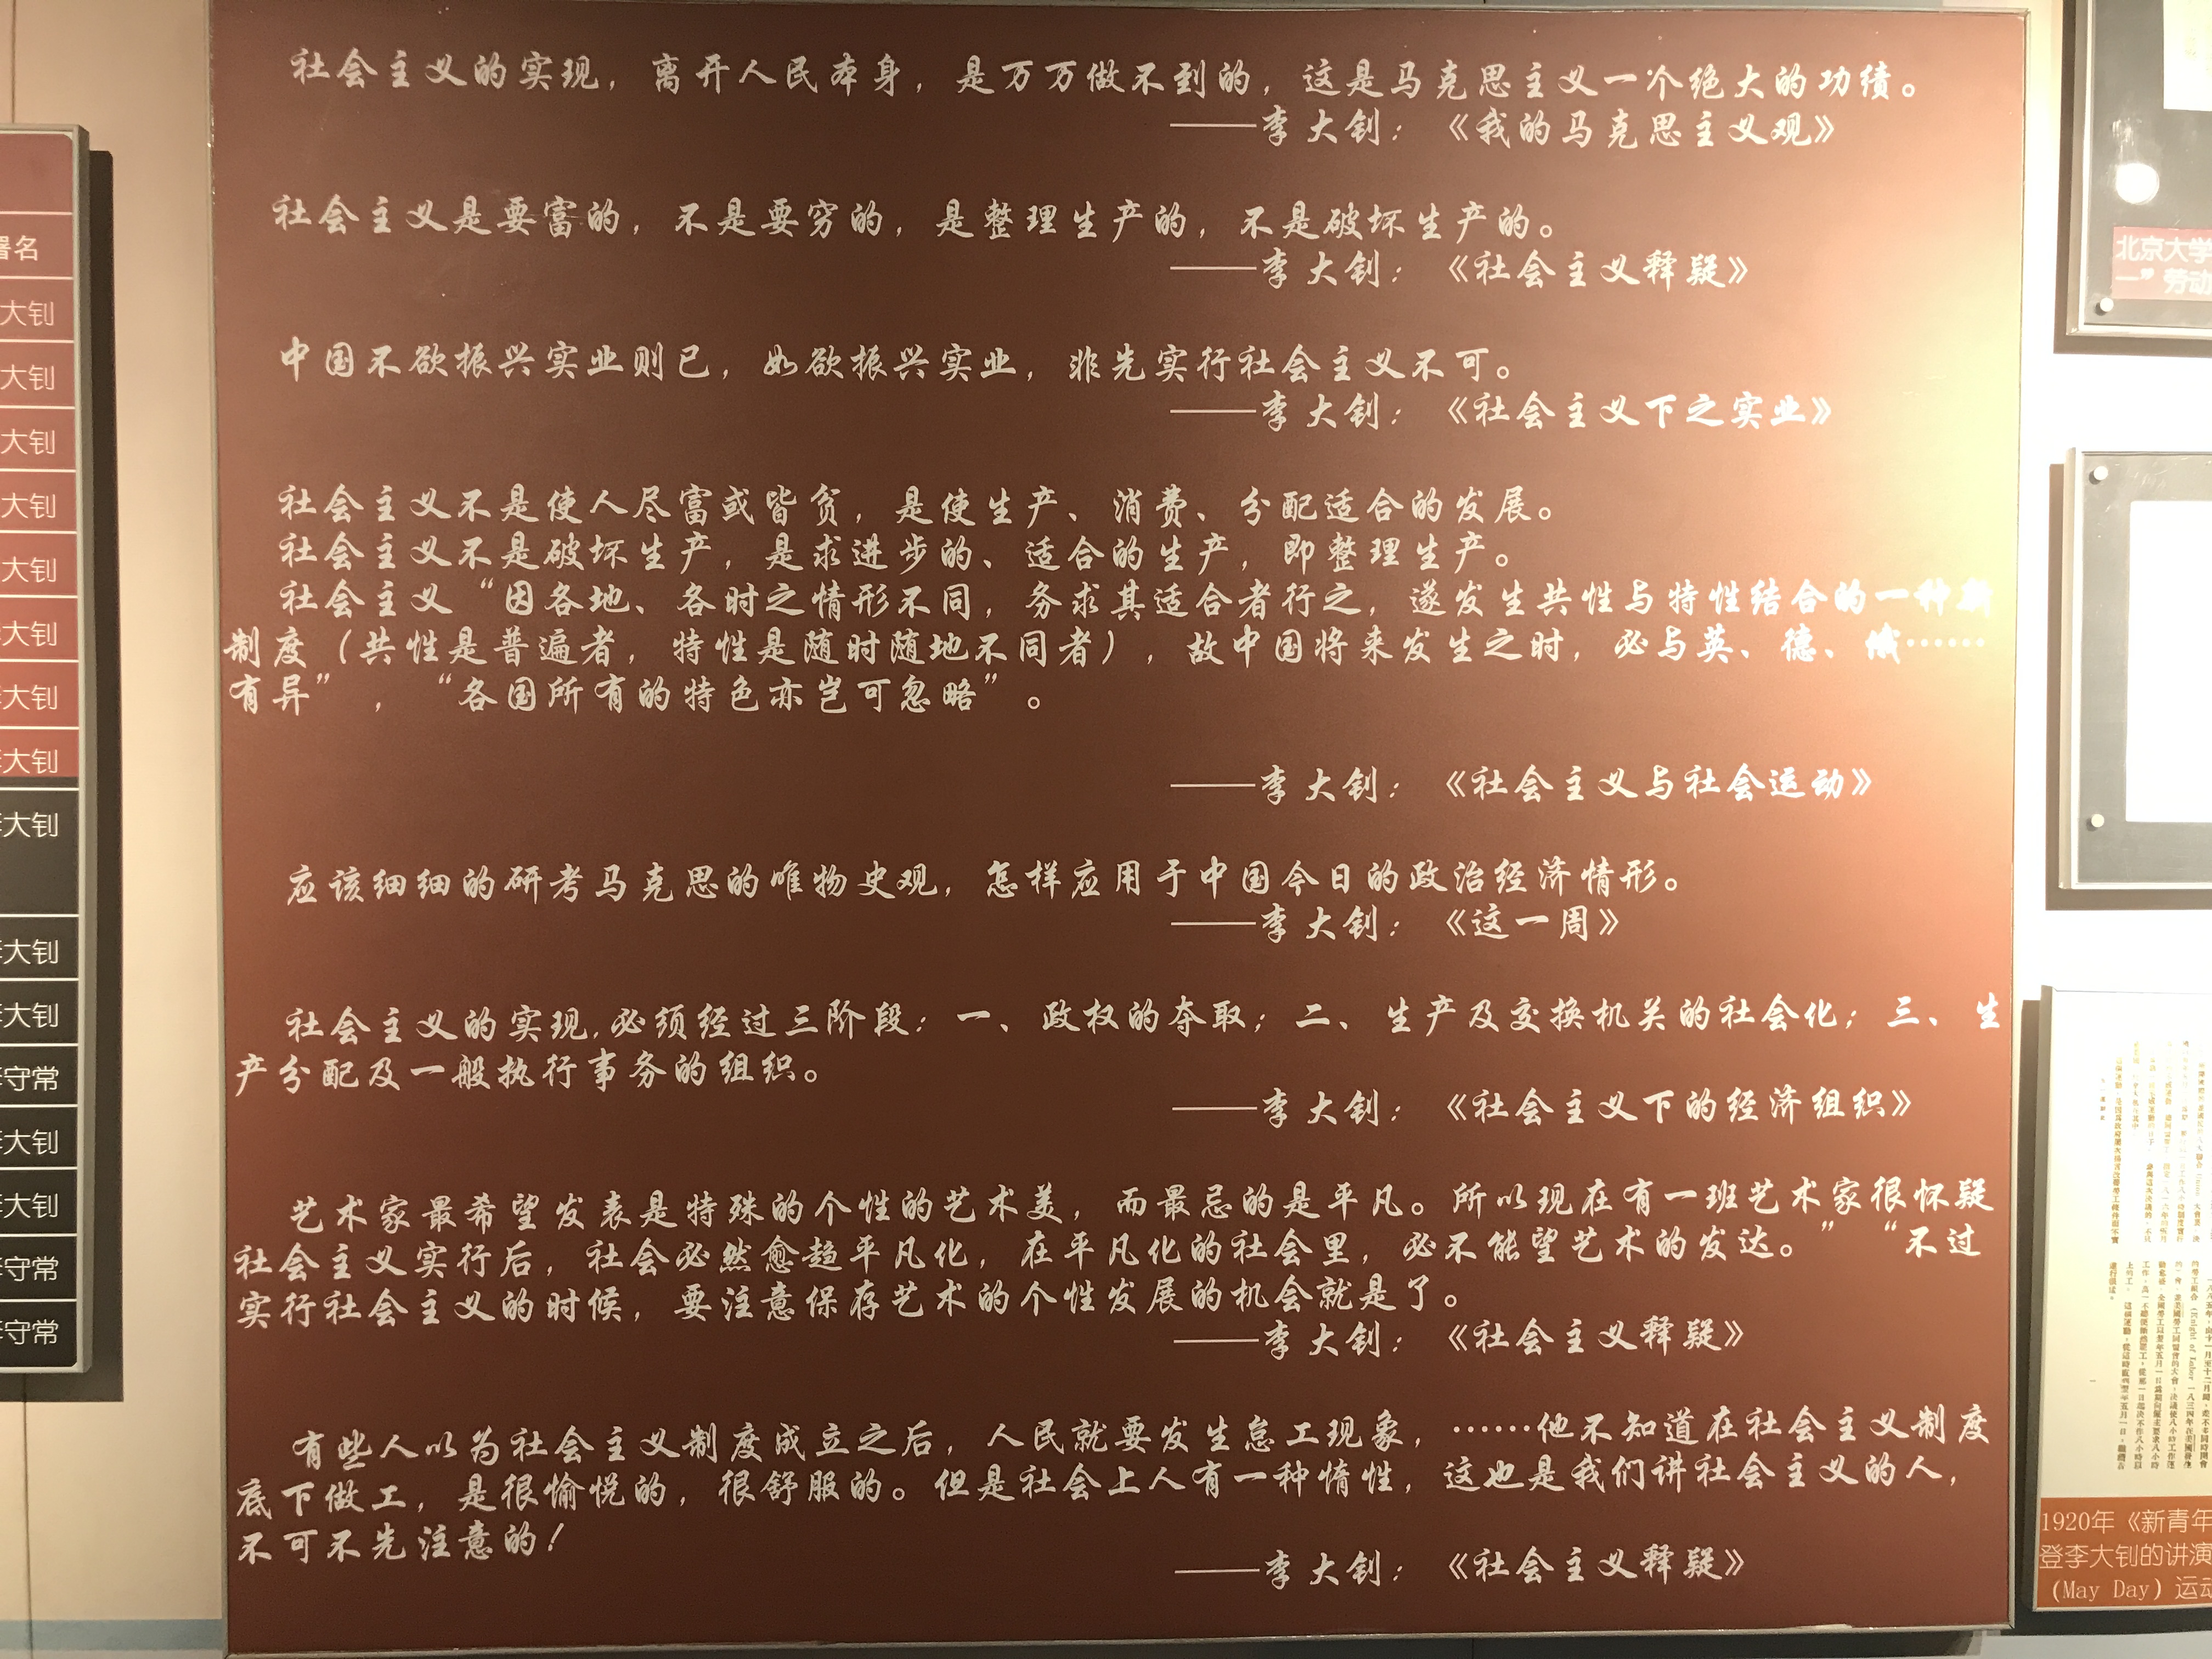 社会主义的实现，离开人民本身，是万万做不到的，这是马克思主义一个绝大的功绩。
——李大钊：《我的马克思主义观》
社会主义是要富的，不是要穷的，是整理生产的，不是破坏生产的。
——李大钊：《社会主义释疑》
中国不欲振兴实业则已，如欲振兴实业，非先实行社会主义不可。
——李大钊：《社会主义下之实业》
社会主义不是使人尽富或皆贫，是使生产、消费、分配适合的发展。
社会主义不是破坏生产，是求进步的、适合的生产，即整理生产。
社会主义“因各地、各时之情形不同，务求其适合者行之，遂发生共性与特性结合的一种新
制度（共性是普遍者，特性是随时随地不同者），故中国将来发生之时，必与英、德、俄……
有异”，“各国所有的特色亦岂可忽略”。
——李大钊：《社会主义与社会运动》
应该细细的研考马克思的唯物史观，怎样应用于中国今日的政治经济情形。
——李大钊：《这一周》
社会主义的实现，必须经过三阶段：一、政权的夺取；二、生产及交换机关的社会化；三、生
产分配及一般执行事务的组织。
——李大钊：《社会主义下的经济组织》
艺术家最希望发表是特殊的个性的艺术美，而最忌的是平凡。所以现在有一班艺术家很怀疑
社会主义实行后，社会必然愈趋平凡化，在平凡化的社会里，必不能望艺术的发达。”“不过
实行社会主义的时候，要注意保存艺术的个性发展的机会就是了。
——李大钊：《社会主义释疑》
有些人以为社会主义制度成立之后，人民就要发生怠工现象，……他不知道在社会主义制度
底下做工，是很愉悦的，很舒服的。但是社会上人有一种惰性，这也是我们讲社会主义的人，
不可不先注意的！
——李大钊：《社会主义释疑》
署名
大钊
大钊
大钊
大钊
大钊
李大钊
李大钊
李大钊
李大钊
李大钊
李大钊
李守常
李大钊
李大钊
李守常
李守常
北京大学
一”劳动
1920年《新青年
登李大钊的讲演
（May Day）运动